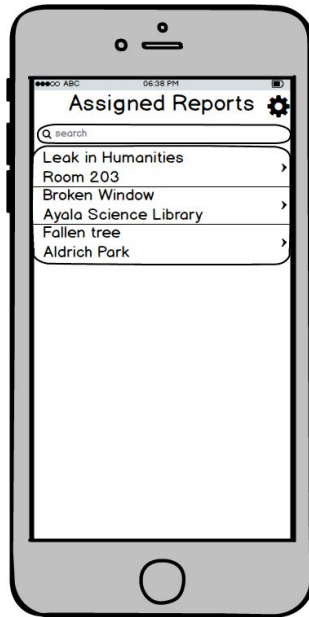 ABC 06:38 PM
Assigned Reports
search
Leak in Humanities
Room 203
Broken Window
Ayala Science Library
Fallen tree
Aldrich Park